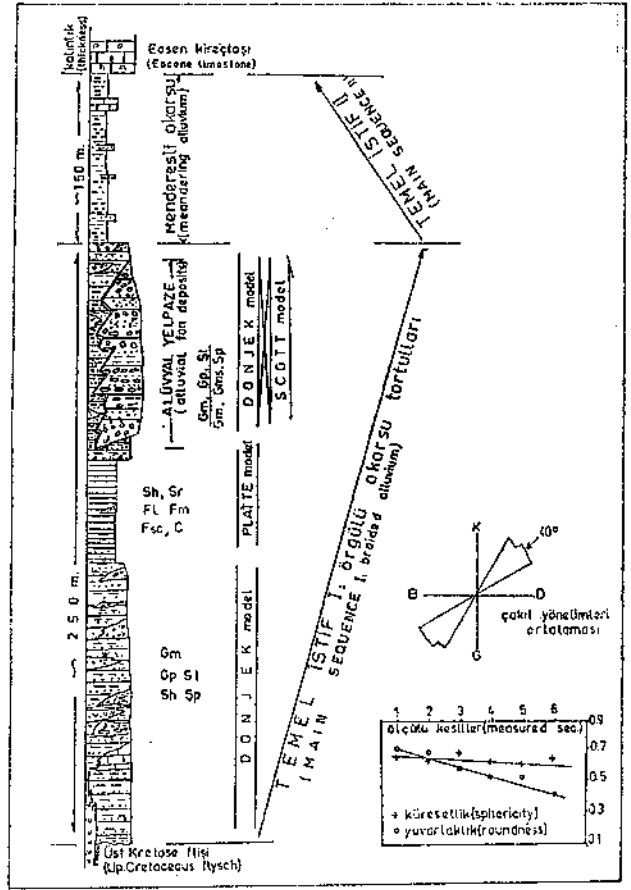 kalınlık
(thickness)
Eosen kireçtaşı
(Eocene limestone)
~150 m.
Menderesli akarsu
(meandering alluvium)
TEMEL İSTİF II
(MAIN SEQUENCE II)
~250 m.
ALÜVYAL YELPAZE
(alluvial fan deposits)
Gm, Gp, Sl
Gm, Gms, Sp
DONJEK model
SCOTT model
Sh, Sr
Fl Fm
Fsc, C
PLATTE model
Gm
Gp Sl
Sh Sp
DONJEK model
TEMEL İSTİF I: örgülü akarsu tortulları
(MAIN SEQUENCE I: braided alluvium)
K
40°
B
D
G
çakıl yönelimleri
ortalaması
1 2 3 4 5 6
ölçülü kesitler(measured sec.)
0.9
0.7
0.5
0.3
0.1
+ küresellik(sphericity)
o yuvarlaklık(roundness)
Üst Kretase flişi
(Up.Cretaceous flysch)